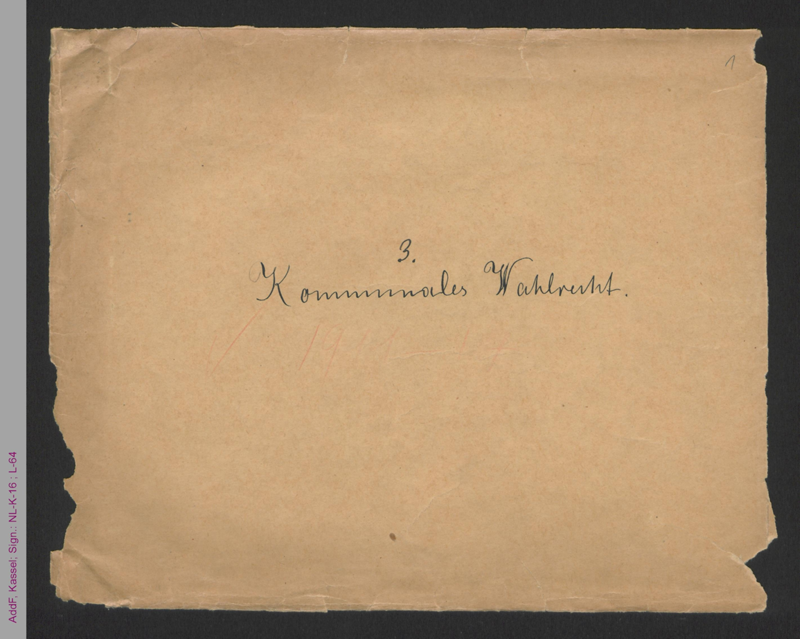 1
3.
Kommunales Wahlrecht.
AddF, Kassel; Sign.: NL-K-16 ; L-64